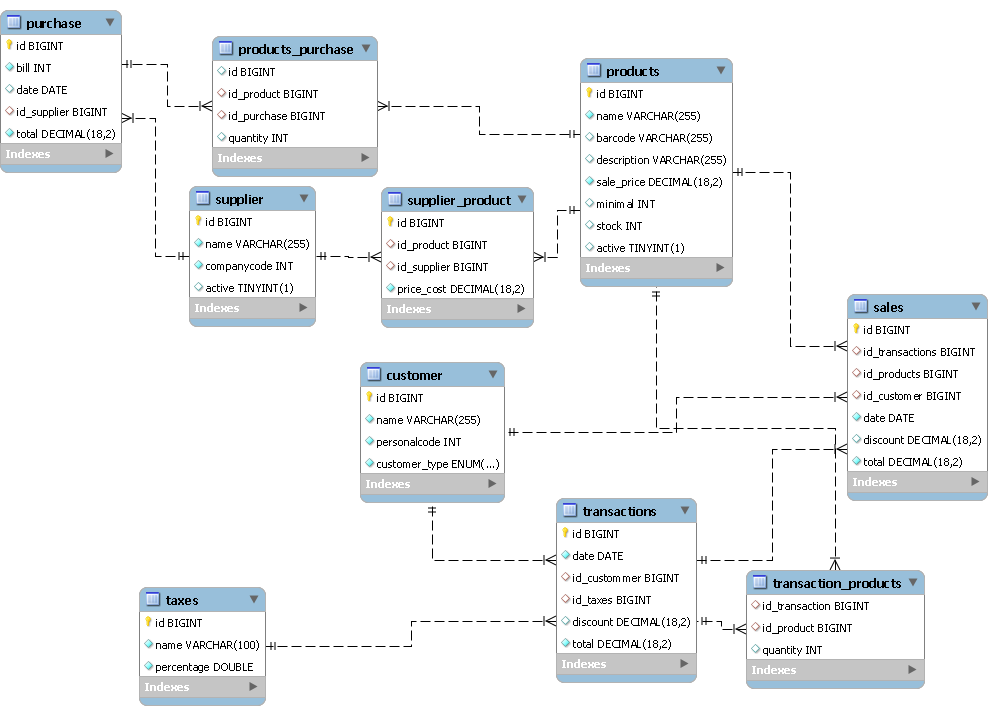 purchase
id BIGINT
bill INT
date DATE
id_supplier BIGINT
total DECIMAL(18,2)
Indexes
products_purchase
id BIGINT
id_product BIGINT
id_purchase BIGINT
quantity INT
Indexes
products
id BIGINT
name VARCHAR(255)
barcode VARCHAR(255)
description VARCHAR(255)
sale_price DECIMAL(18,2)
minimal INT
stock INT
active TINYINT(1)
Indexes
supplier
id BIGINT
name VARCHAR(255)
companycode INT
active TINYINT(1)
Indexes
supplier_product
id BIGINT
id_product BIGINT
id_supplier BIGINT
price_cost DECIMAL(18,2)
Indexes
sales
id BIGINT
id_transactions BIGINT
id_products BIGINT
id_customer BIGINT
date DATE
discount DECIMAL(18,2)
total DECIMAL(18,2)
Indexes
customer
id BIGINT
name VARCHAR(255)
personalcode INT
customer_type ENUM(...)
Indexes
transactions
id BIGINT
date DATE
id_custommer BIGINT
id_taxes BIGINT
discount DECIMAL(18,2)
total DECIMAL(18,2)
Indexes
transaction_products
id_transaction BIGINT
id_product BIGINT
quantity INT
Indexes
taxes
id BIGINT
name VARCHAR(100)
percentage DOUBLE
Indexes